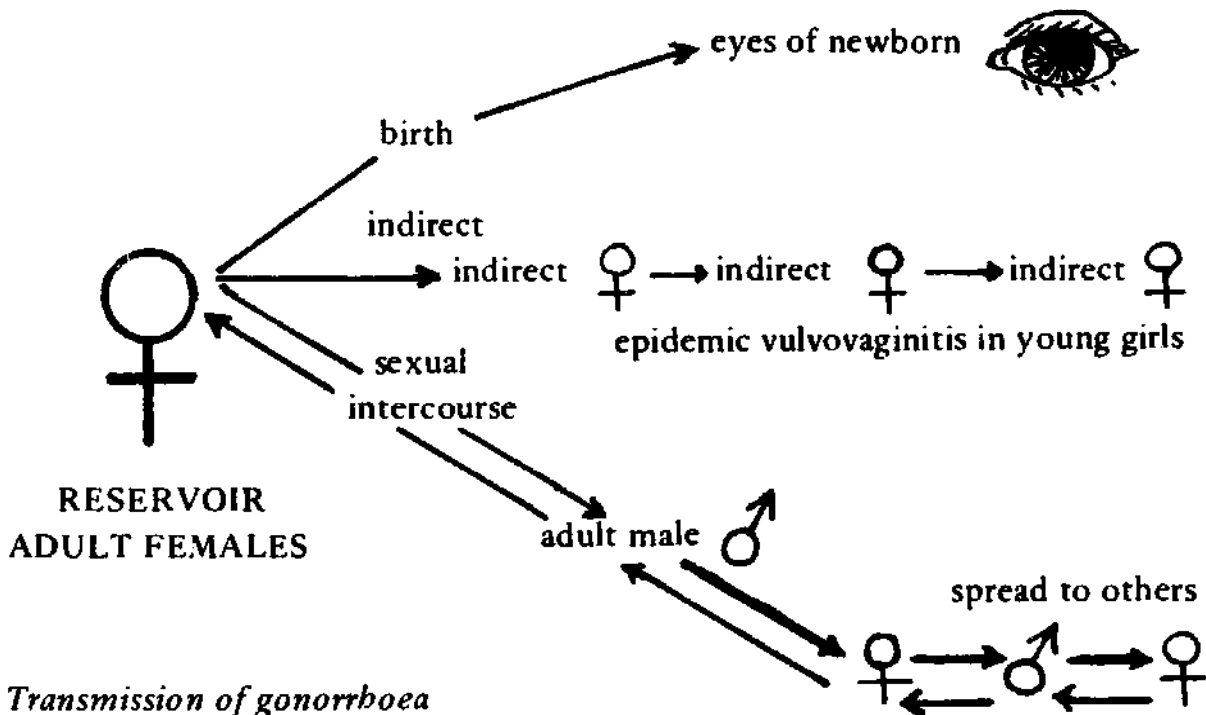 eyes of newborn
birth
indirect
indirect
indirect
indirect
epidemic vulvovaginitis in young girls
sexual
intercourse
RESERVOIR
ADULT FEMALES
adult male
spread to others
Transmission of gonorrhoea